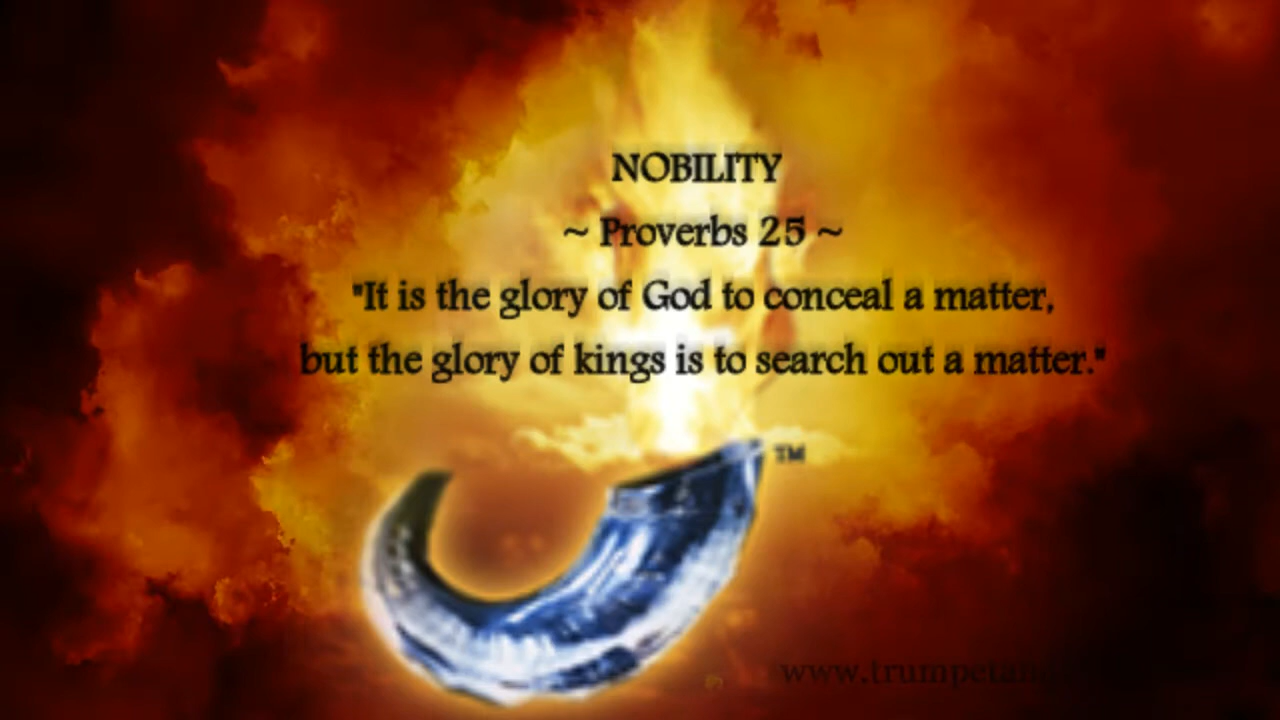 NOBILITY
~ Proverbs 25 ~
"It is the glory of God to conceal a matter,
but the glory of kings is to search out a matter."
TM